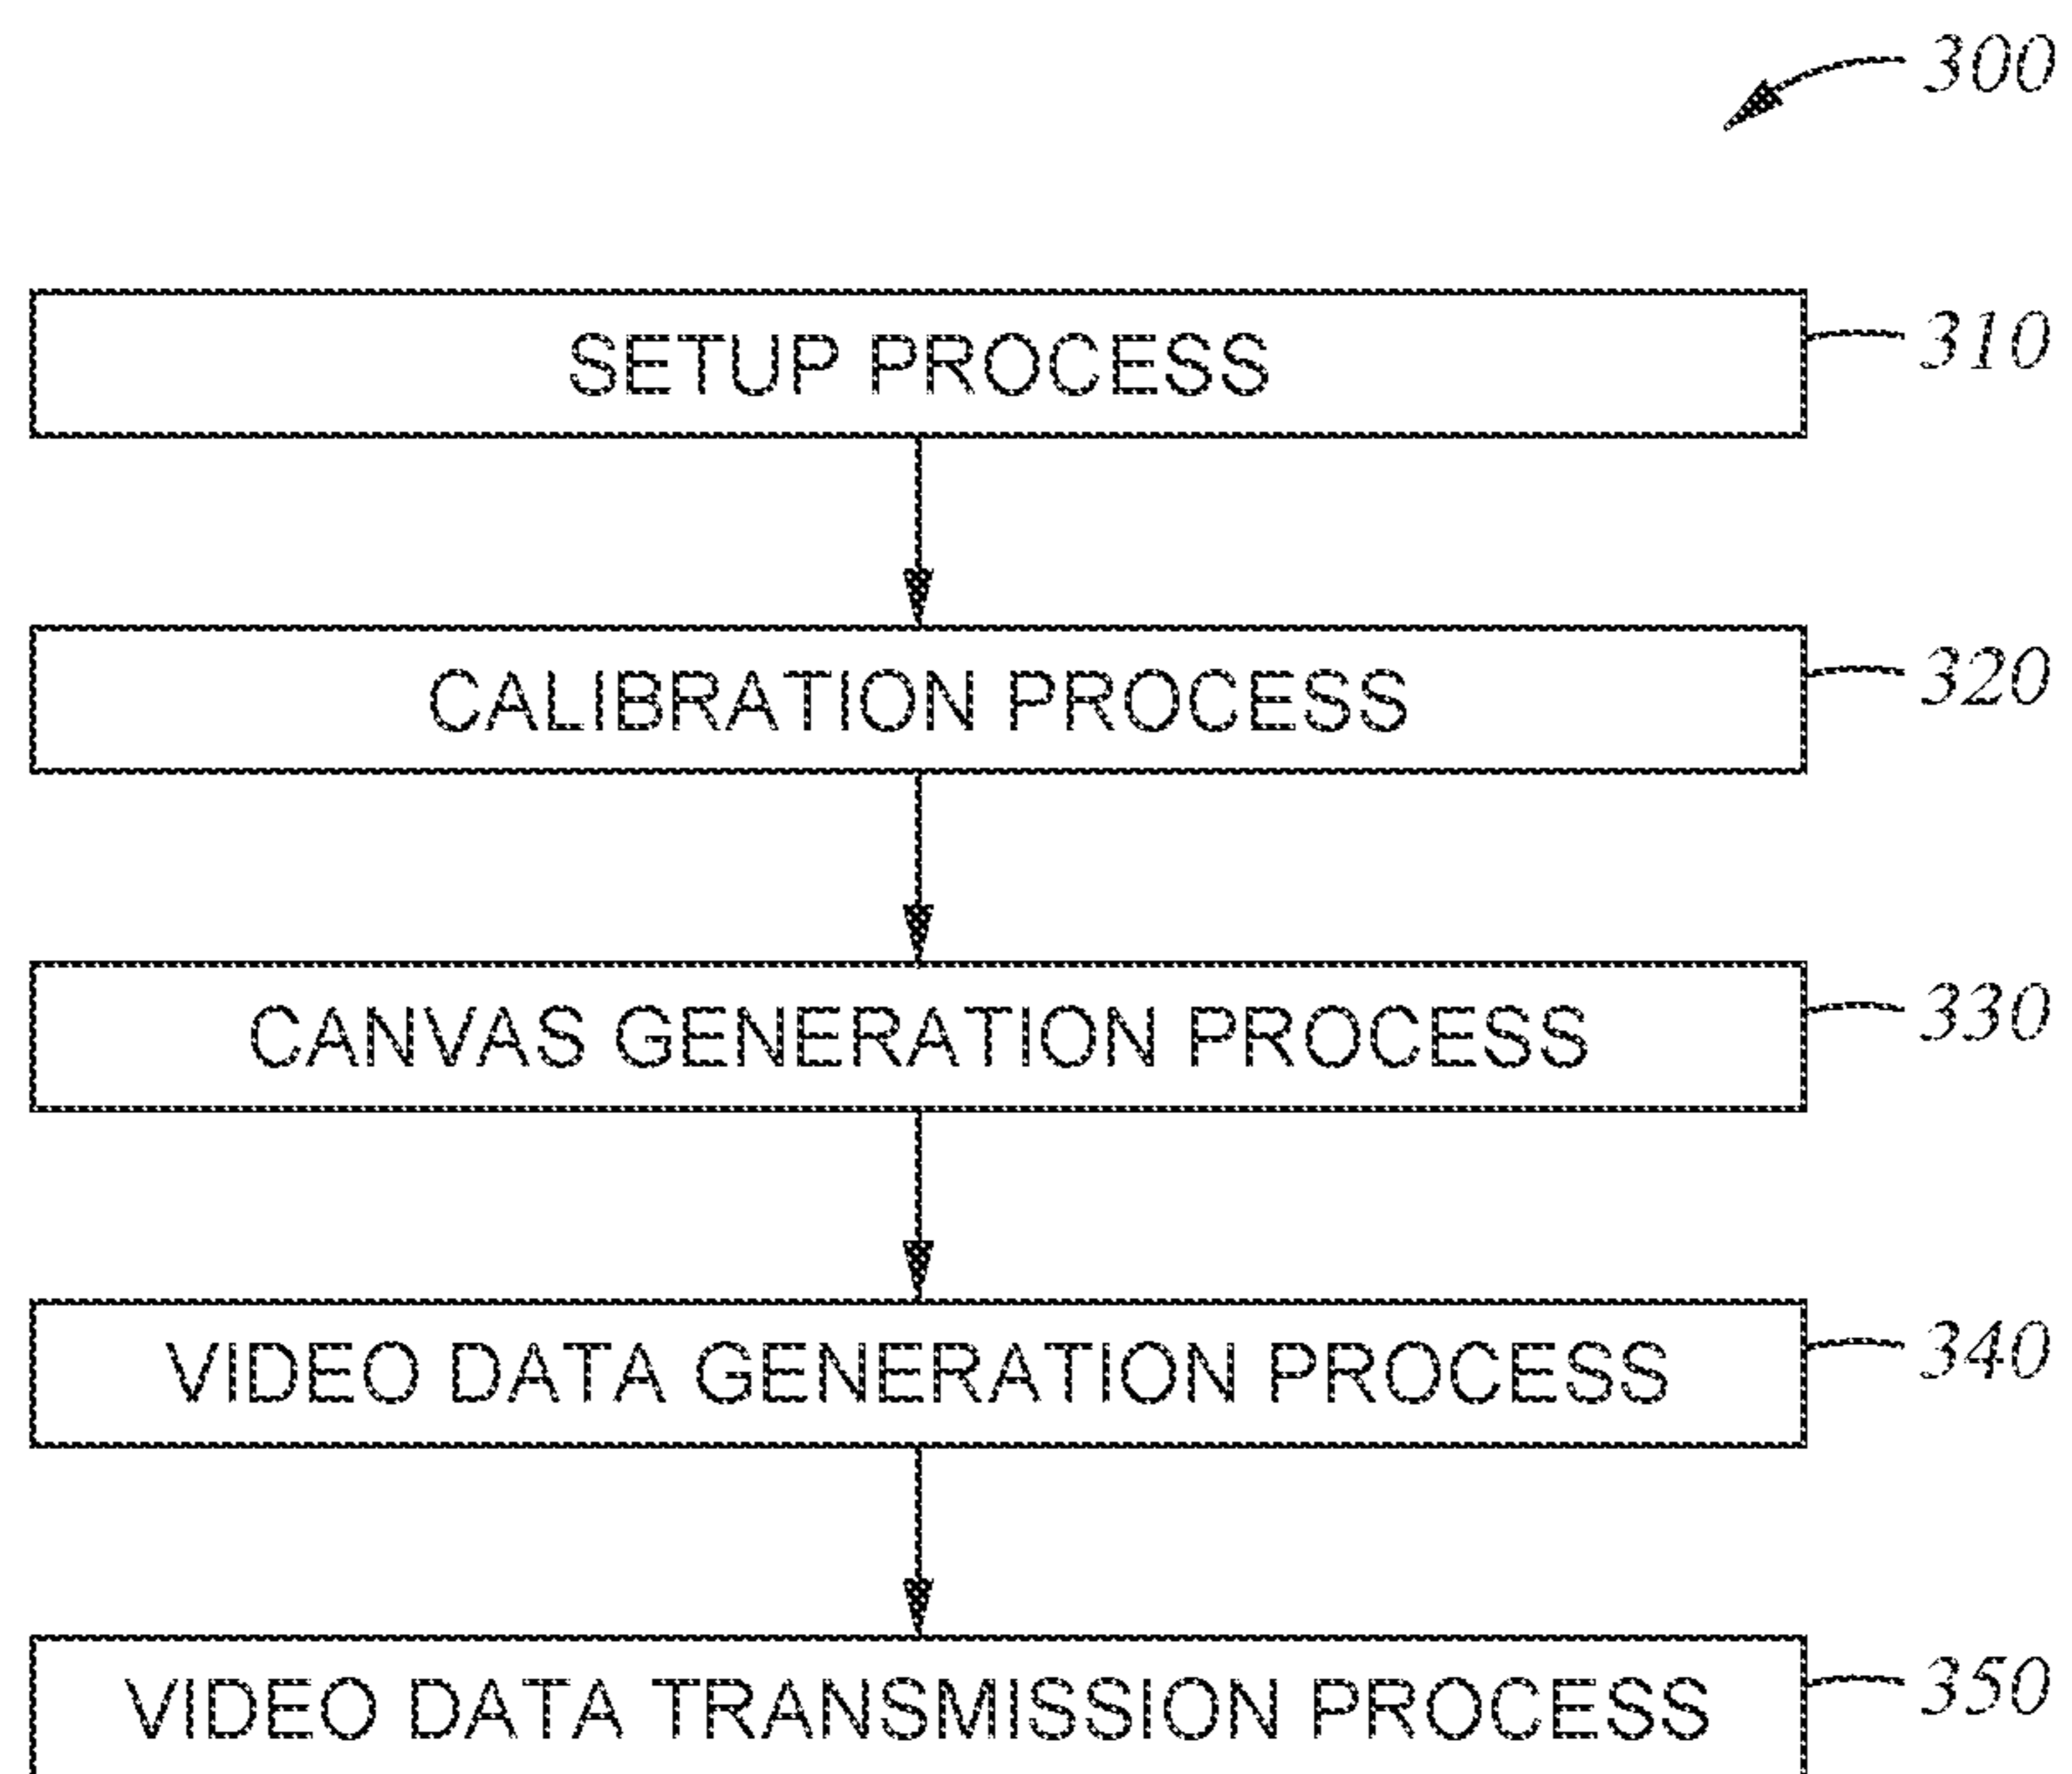 300
SETUP PROCESS 310
CALIBRATION PROCESS 320
CANVAS GENERATION PROCESS 330
VIDEO DATA GENERATION PROCESS 340
VIDEO DATA TRANSMISSION PROCESS 350